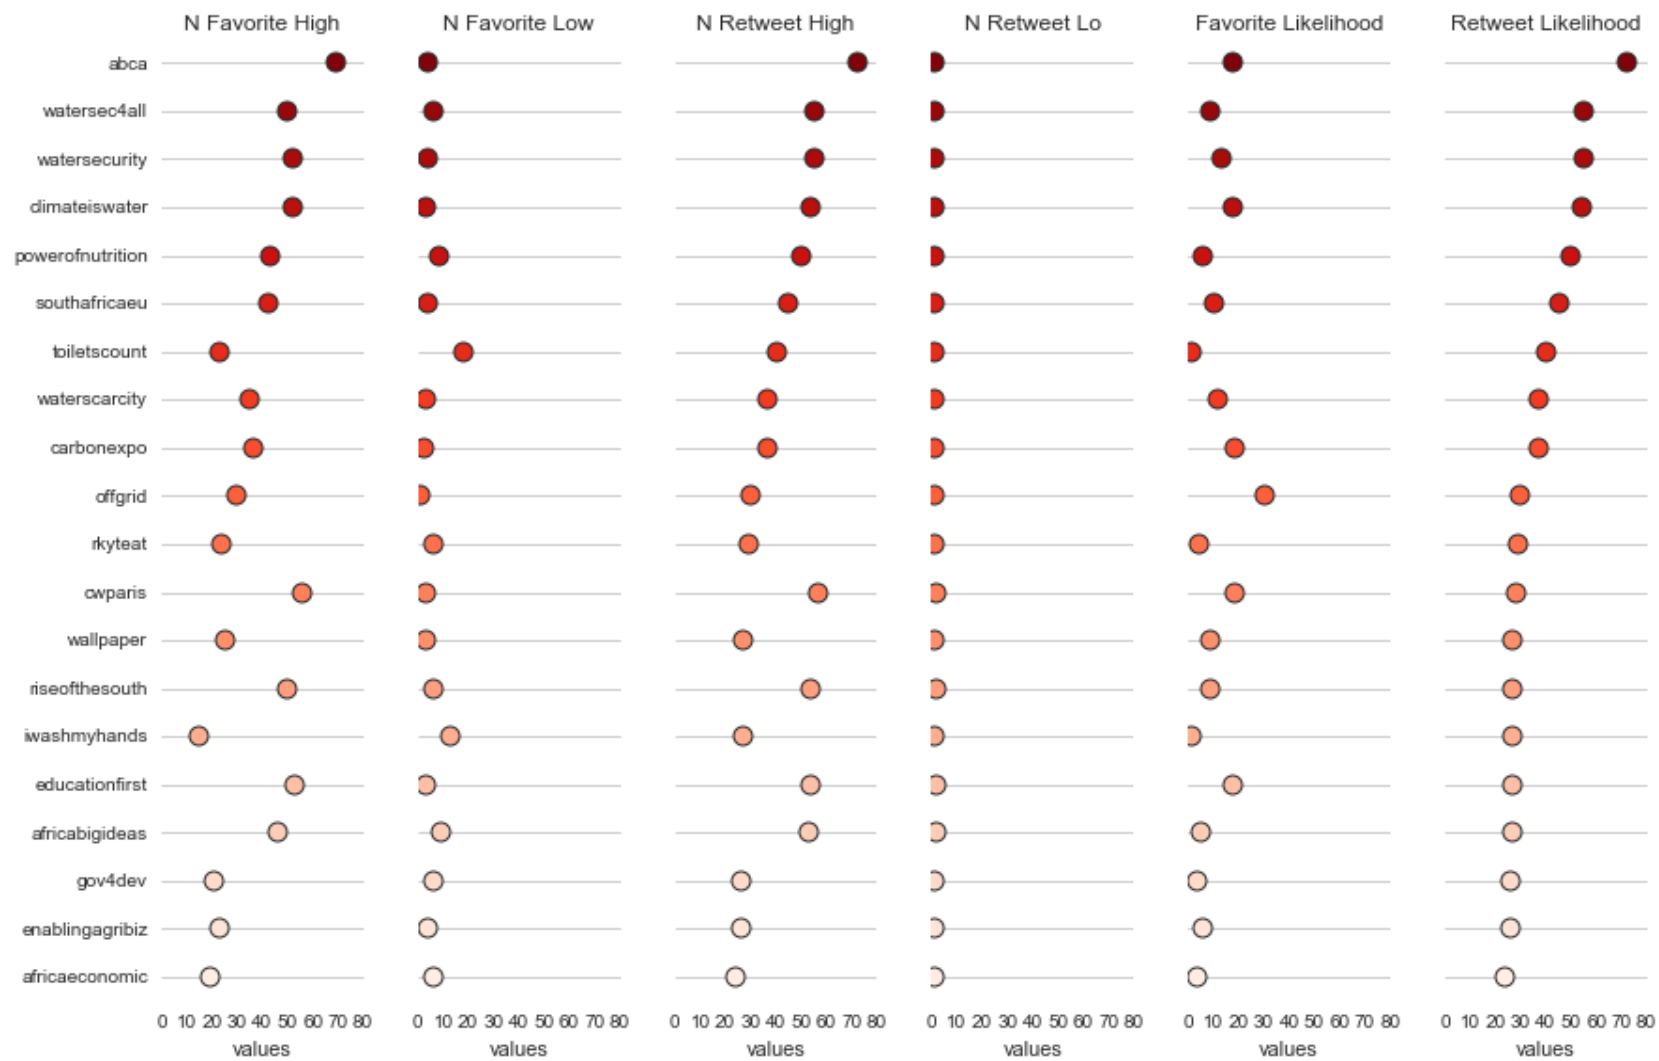 N Favorite High N Favorite Low N Retweet High N Retweet Lo Favorite Likelihood Retweet Likelihood
abca
watersec4all
watersecurity
climateiswater
powerofnutrition
southafricaeu
toiletscount
waterscarcity
carbonexpo
offgrid
rkyteat
cwparis
wallpaper
riseofthesouth
iwashmyhands
educationfirst
africabigideas
gov4dev
enablingagribiz
africaeconomic
0 10 20 30 40 50 60 70 80 0 10 20 30 40 50 60 70 80 0 10 20 30 40 50 60 70 80 0 10 20 30 40 50 60 70 80 0 10 20 30 40 50 60 70 80 0 10 20 30 40 50 60 70 80
values values values values values values